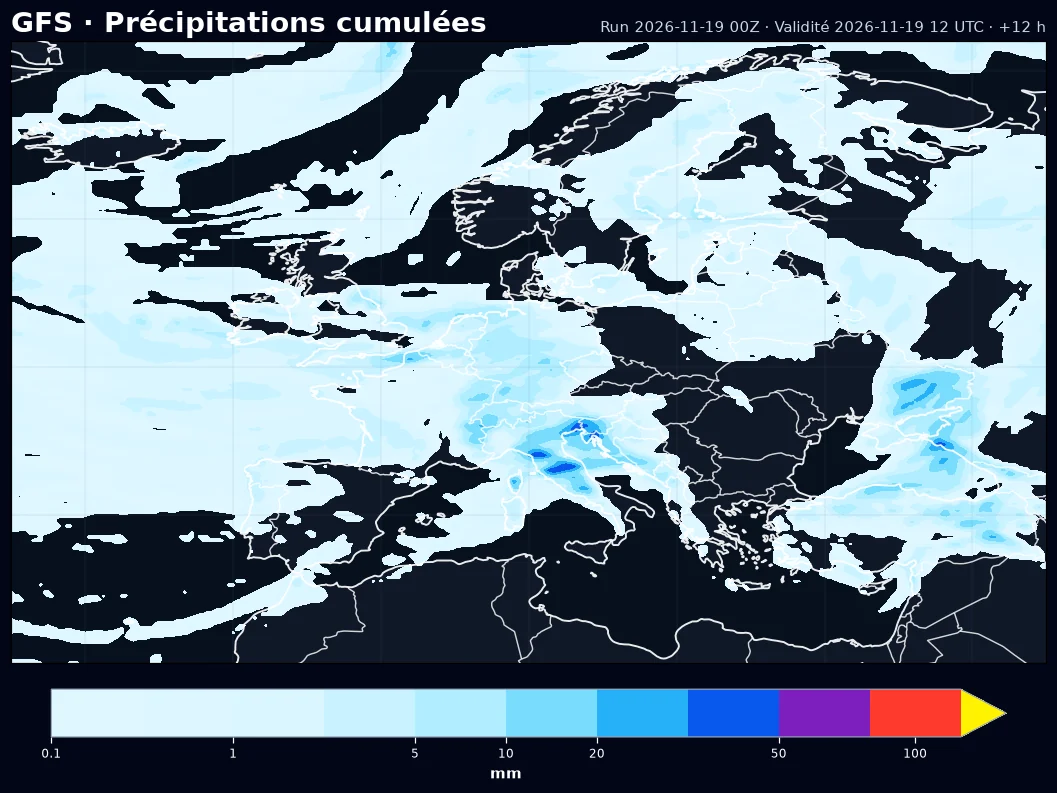 GFS · Précipitations cumulées
Run 2026-11-19 00Z · Validité 2026-11-19 12 UTC · +12 h
0.1 1 5 10 20 50 100
mm